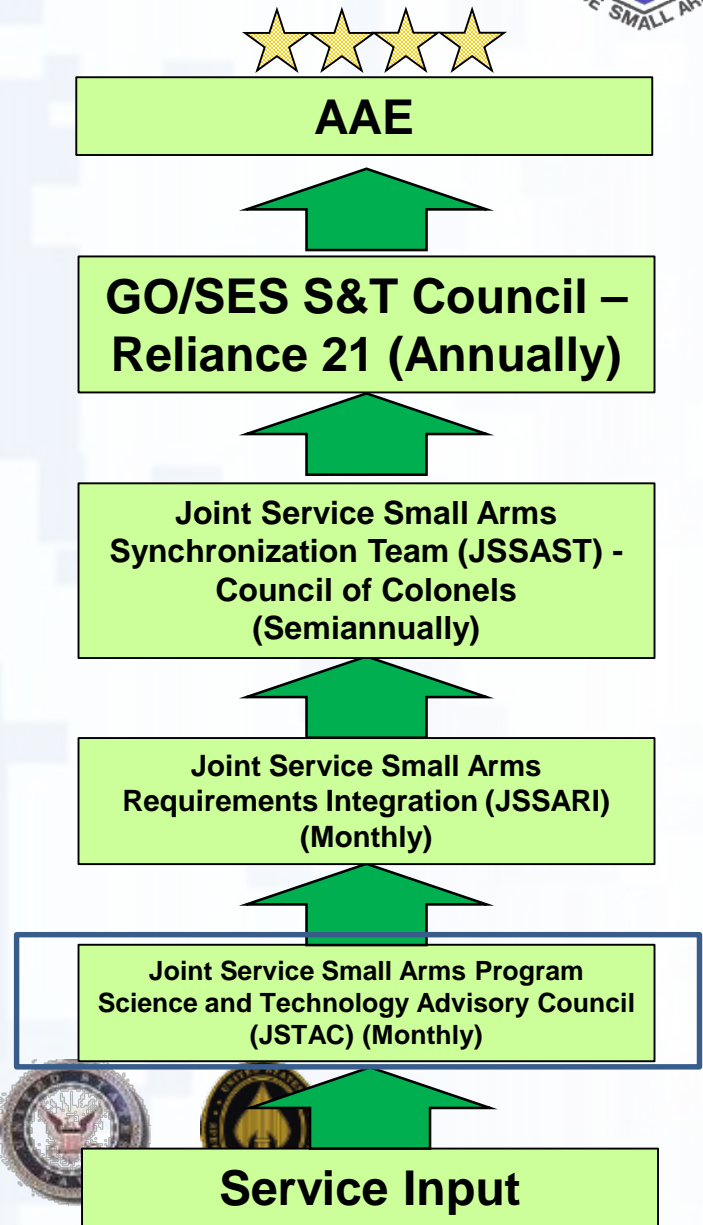 E SMALL AR
AAE
GO/SES S&T Council –
Reliance 21 (Annually)
Joint Service Small Arms
Synchronization Team (JSSAST) -
Council of Colonels
(Semiannually)
Joint Service Small Arms
Requirements Integration (JSSARI)
(Monthly)
Joint Service Small Arms Program
Science and Technology Advisory Council
(JSTAC) (Monthly)
Service Input